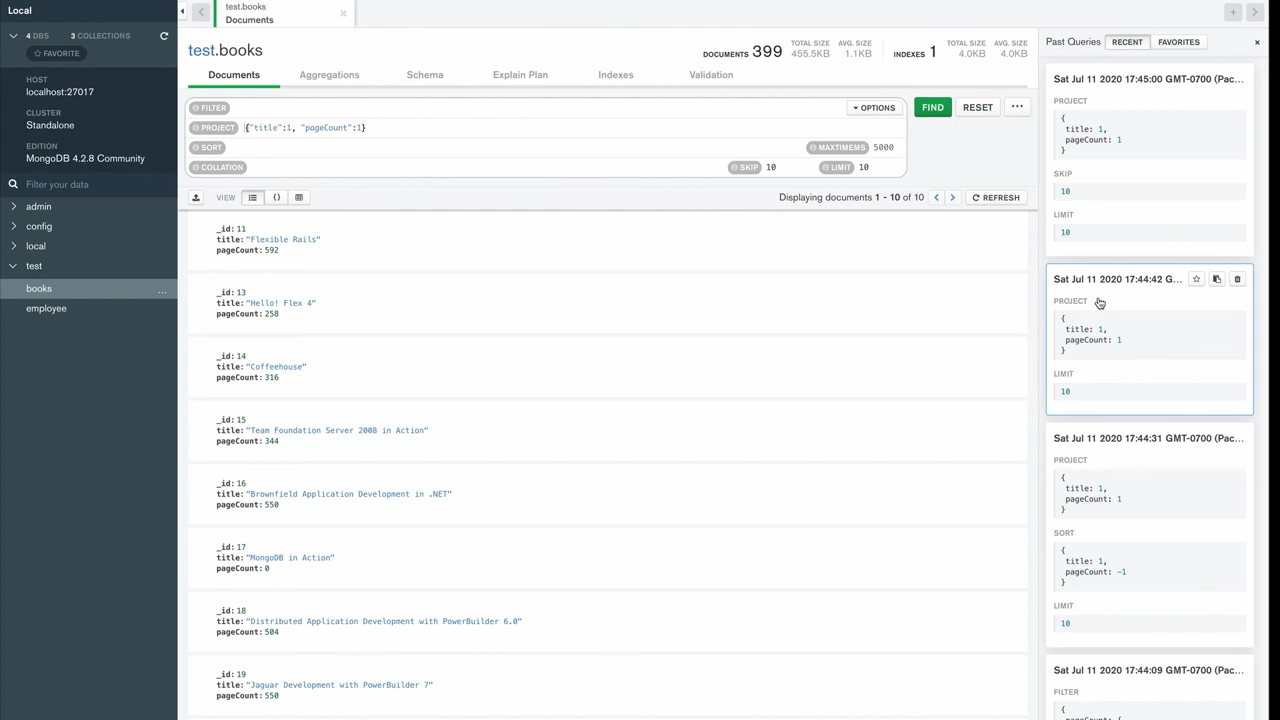 Local
4 DBS 3 COLLECTIONS
FAVORITE
HOST
localhost:27017
CLUSTER
Standalone
EDITION
MongoDB 4.2.8 Community
Filter your data
admin
config
local
test
books ...
employee
test.books
Documents
test.books
DOCUMENTS 399 TOTAL SIZE 455.5KB AVG. SIZE 1.1KB INDEXES 1 TOTAL SIZE 4.0KB AVG. SIZE 4.0KB
Documents Aggregations Schema Explain Plan Indexes Validation
FILTER OPTIONS FIND RESET ...
PROJECT {"title":1, "pageCount":1}
SORT MAXTIMEMS 5000
COLLATION SKIP 10 LIMIT 10
VIEW {} Displaying documents 1 - 10 of 10 < > REFRESH
_id: 11
title: "Flexible Rails"
pageCount: 592
_id: 13
title: "Hello! Flex 4"
pageCount: 258
_id: 14
title: "Coffeehouse"
pageCount: 316
_id: 15
title: "Team Foundation Server 2008 in Action"
pageCount: 344
_id: 16
title: "Brownfield Application Development in .NET"
pageCount: 550
_id: 17
title: "MongoDB in Action"
pageCount: 0
_id: 18
title: "Distributed Application Development with PowerBuilder 6.0"
pageCount: 504
_id: 19
title: "Jaguar Development with PowerBuilder 7"
pageCount: 550
Past Queries RECENT FAVORITES ×
Sat Jul 11 2020 17:45:00 GMT-0700 (Pac...
PROJECT
{
title: 1,
pageCount: 1
}
SKIP
10
LIMIT
10
Sat Jul 11 2020 17:44:42 G...
PROJECT
{
title: 1,
pageCount: 1
}
LIMIT
10
Sat Jul 11 2020 17:44:31 GMT-0700 (Pac...
PROJECT
{
title: 1,
pageCount: 1
}
SORT
{
title: 1,
pageCount: -1
}
LIMIT
10
Sat Jul 11 2020 17:44:09 GMT-0700 (Pac...
FILTER
{